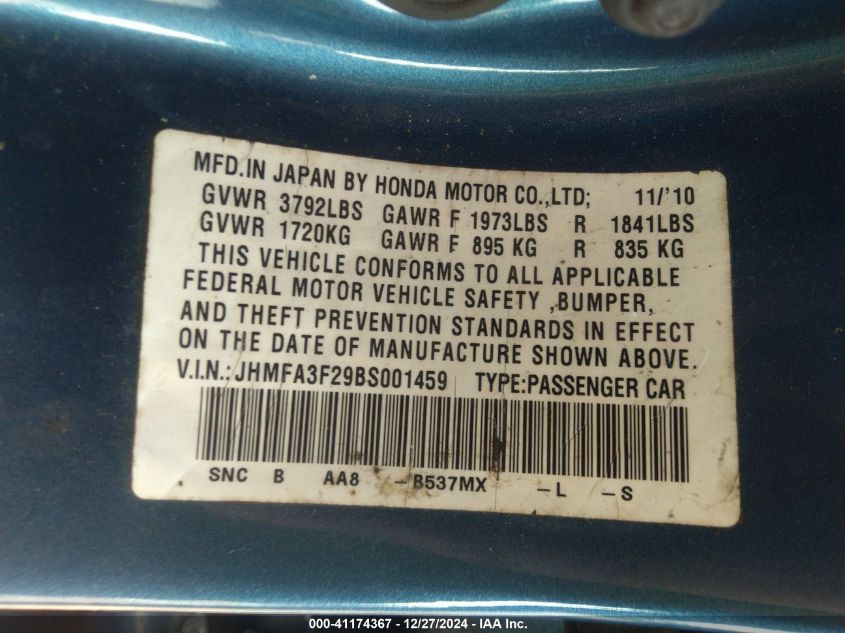 MFD.IN JAPAN BY HONDA MOTOR CO.,LTD; 11/'10
GVWR 3792LBS GAWR F 1973LBS R 1841LBS
GVWR 1720KG GAWR F 895 KG R 835 KG
THIS VEHICLE CONFORMS TO ALL APPLICABLE
FEDERAL MOTOR VEHICLE SAFETY ,BUMPER,
AND THEFT PREVENTION STANDARDS IN EFFECT
ON THE DATE OF MANUFACTURE SHOWN ABOVE.
V.I.N.: JHMFA3F29BS001459 TYPE:PASSENGER CAR
SNC B AA8 -B537MX -L -S
000-41174367 - 12/27/2024 - IAA Inc.